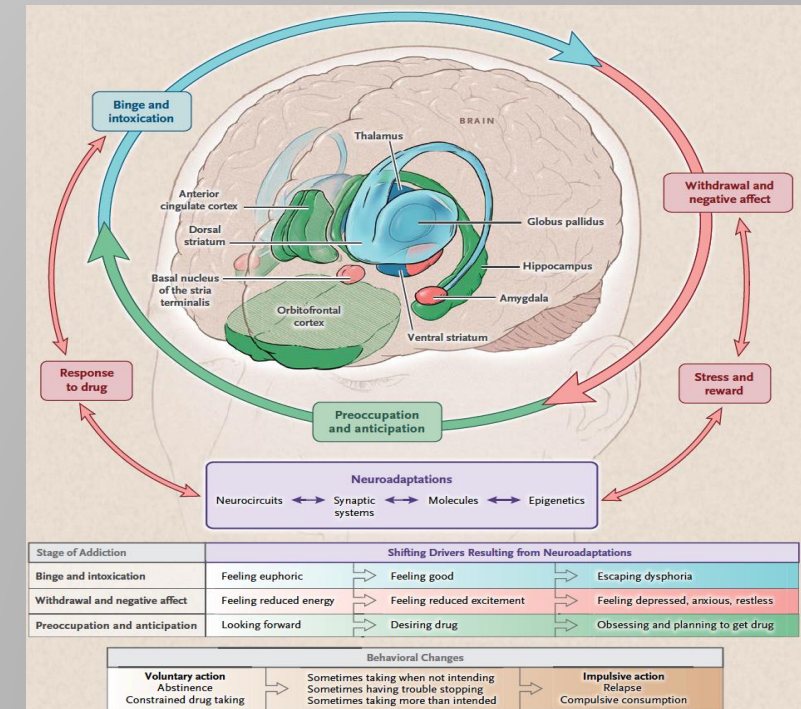 BRAIN
Binge and
intoxication
Thalamus
Anterior
cingulate cortex
Withdrawal and
negative affect
Dorsal
striatum
Globus pallidus
Basal nucleus
of the stria
terminalis
Hippocampus
Orbitofrontal
cortex
Amygdala
Ventral striatum
Response
to drug
Stress and
reward
Preoccupation
and anticipation
Neuroadaptations
Neurocircuits Synaptic systems Molecules Epigenetics
Stage of Addiction Shifting Drivers Resulting from Neuroadaptations
Binge and intoxication Feeling euphoric Feeling good Escaping dysphoria
Withdrawal and negative affect Feeling reduced energy Feeling reduced excitement Feeling depressed, anxious, restless
Preoccupation and anticipation Looking forward Desiring drug Obsessing and planning to get drug
Behavioral Changes
Voluntary action
Abstinence
Constrained drug taking
Sometimes taking when not intending
Sometimes having trouble stopping
Sometimes taking more than intended
Impulsive action
Relapse
Compulsive consumption